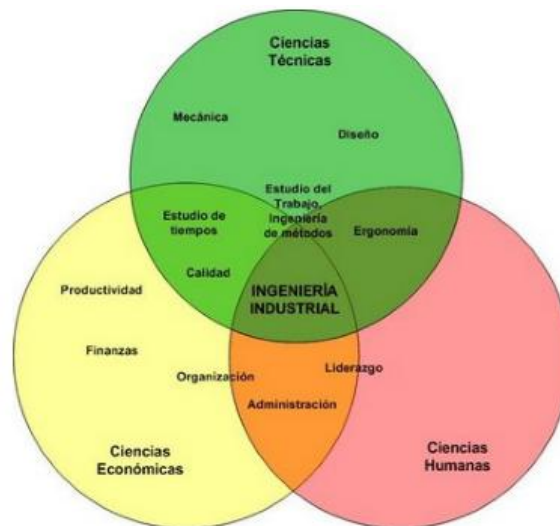 Ciencias
Técnicas
Mecánica
Diseño
Estudio del
Trabajo,
Ingeniería
de métodos
Estudio de
tiempos
Ergonomía
Calidad
INGENIERÍA
INDUSTRIAL
Productividad
Finanzas
Organización
Liderazgo
Administración
Ciencias
Económicas
Ciencias
Humanas